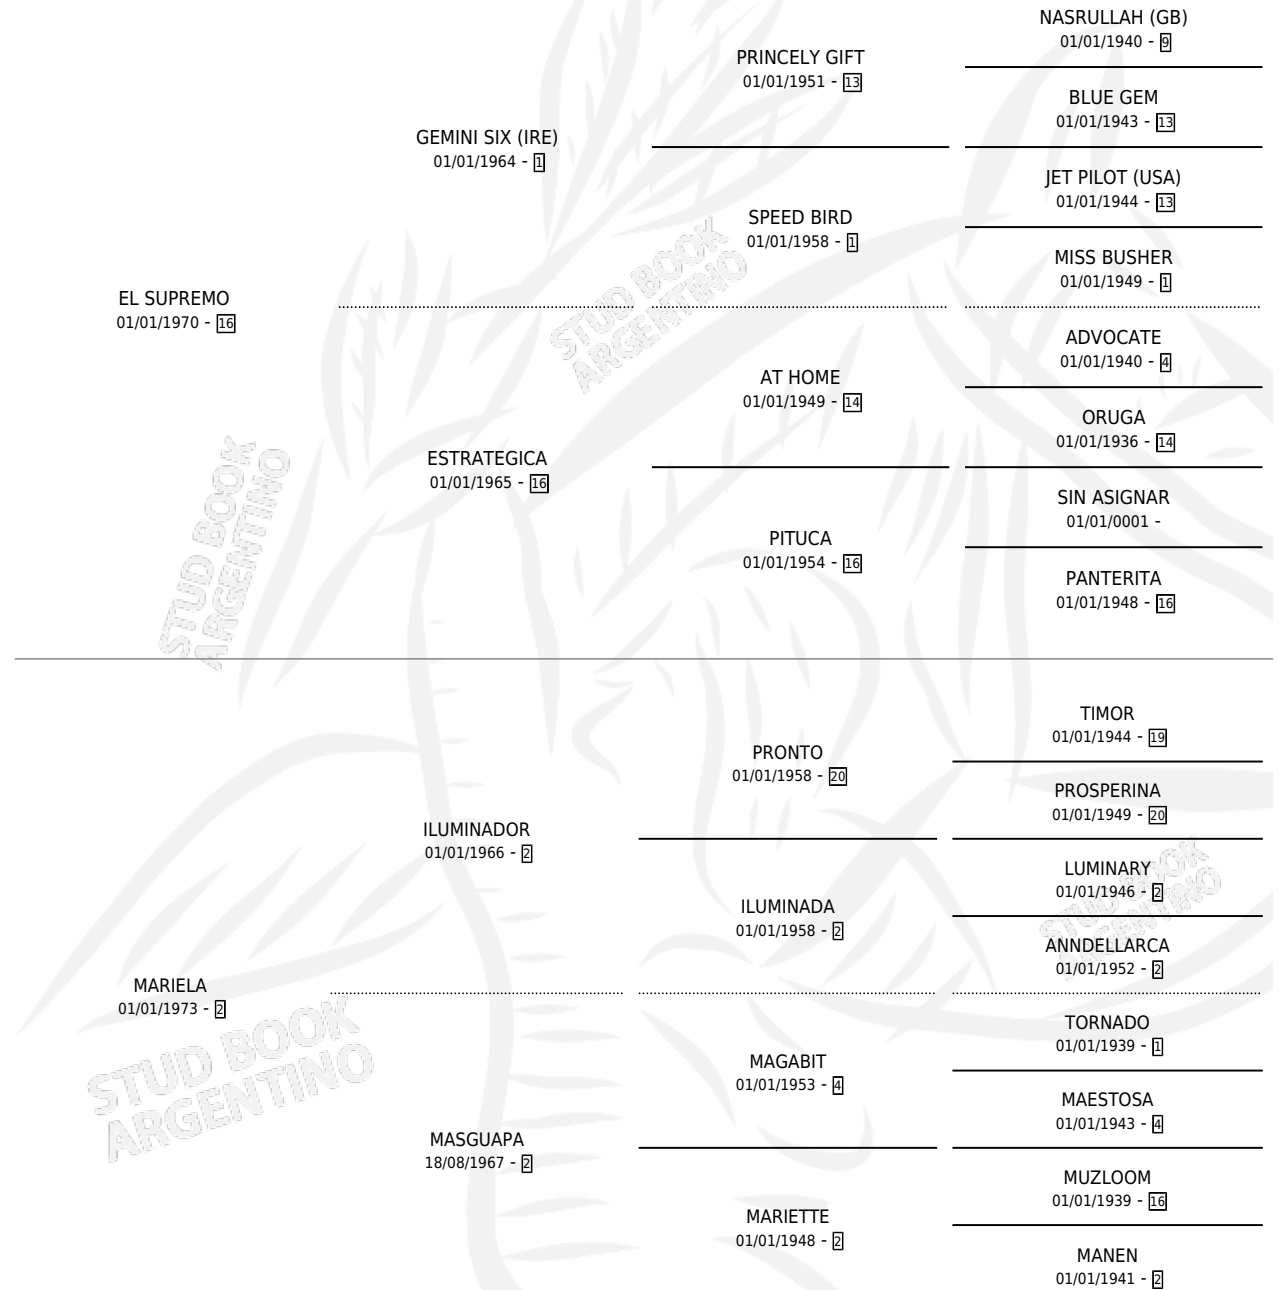 NASRULLAH (GB)
01/01/1940 - 9
PRINCELY GIFT
01/01/1951 - 13
BLUE GEM
01/01/1943 - 13
GEMINI SIX (IRE)
01/01/1964 - 1
JET PILOT (USA)
01/01/1944 - 13
SPEED BIRD
01/01/1958 - 1
MISS BUSHER
01/01/1949 - 1
EL SUPREMO
01/01/1970 - 16
ADVOCATE
01/01/1940 - 4
AT HOME
01/01/1949 - 14
ORUGA
01/01/1936 - 14
ESTRATEGICA
01/01/1965 - 16
SIN ASIGNAR
01/01/0001 -
PITUCA
01/01/1954 - 16
PANTERITA
01/01/1948 - 16
TIMOR
01/01/1944 - 19
PRONTO
01/01/1958 - 20
PROSPERINA
01/01/1949 - 20
ILUMINADOR
01/01/1966 - 2
LUMINARY
01/01/1946 - 2
ILUMINADA
01/01/1958 - 2
ANNDELLARCA
01/01/1952 - 2
MARIELA
01/01/1973 - 2
TORNADO
01/01/1939 - 1
MAGABIT
01/01/1953 - 4
MAESTOSA
01/01/1943 - 4
MASGUAPA
18/08/1967 - 2
MUZLOOM
01/01/1939 - 16
MARIETTE
01/01/1948 - 2
MANEN
01/01/1941 - 2
STUD BOOK
ARGENTINO
STUD BOOK
ARGENTINO
STUD BOOK
ARGENTINO
STUD BOOK
ARGENTINO